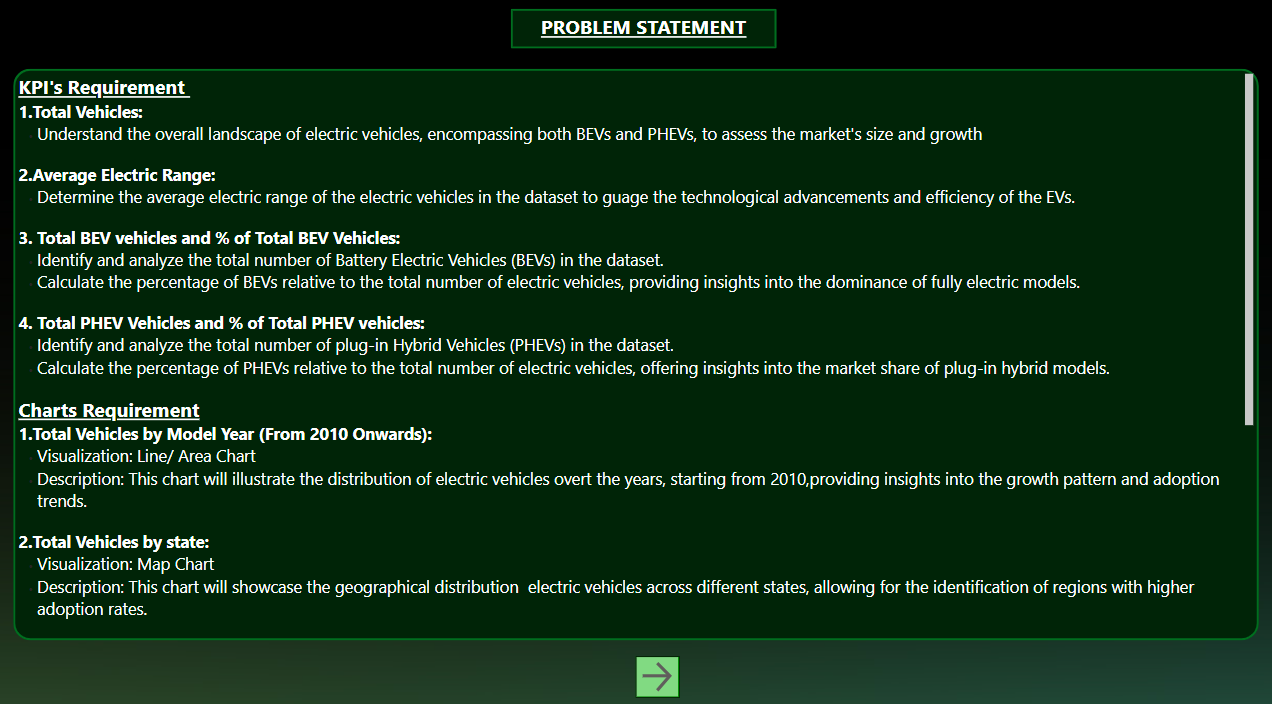 PROBLEM STATEMENT
KPI's Requirement
1.Total Vehicles:
Understand the overall landscape of electric vehicles, encompassing both BEVs and PHEVs, to assess the market's size and growth
2.Average Electric Range:
Determine the average electric range of the electric vehicles in the dataset to guage the technological advancements and efficiency of the EVs.
3. Total BEV vehicles and % of Total BEV Vehicles:
Identify and analyze the total number of Battery Electric Vehicles (BEVs) in the dataset.
Calculate the percentage of BEVs relative to the total number of electric vehicles, providing insights into the dominance of fully electric models.
4. Total PHEV Vehicles and % of Total PHEV vehicles:
Identify and analyze the total number of plug-in Hybrid Vehicles (PHEVs) in the dataset.
Calculate the percentage of PHEVs relative to the total number of electric vehicles, offering insights into the market share of plug-in hybrid models.
Charts Requirement
1.Total Vehicles by Model Year (From 2010 Onwards):
Visualization: Line/ Area Chart
Description: This chart will illustrate the distribution of electric vehicles overt the years, starting from 2010,providing insights into the growth pattern and adoption
trends.
2.Total Vehicles by state:
Visualization: Map Chart
Description: This chart will showcase the geographical distribution  electric vehicles across different states, allowing for the identification of regions with higher
adoption rates.